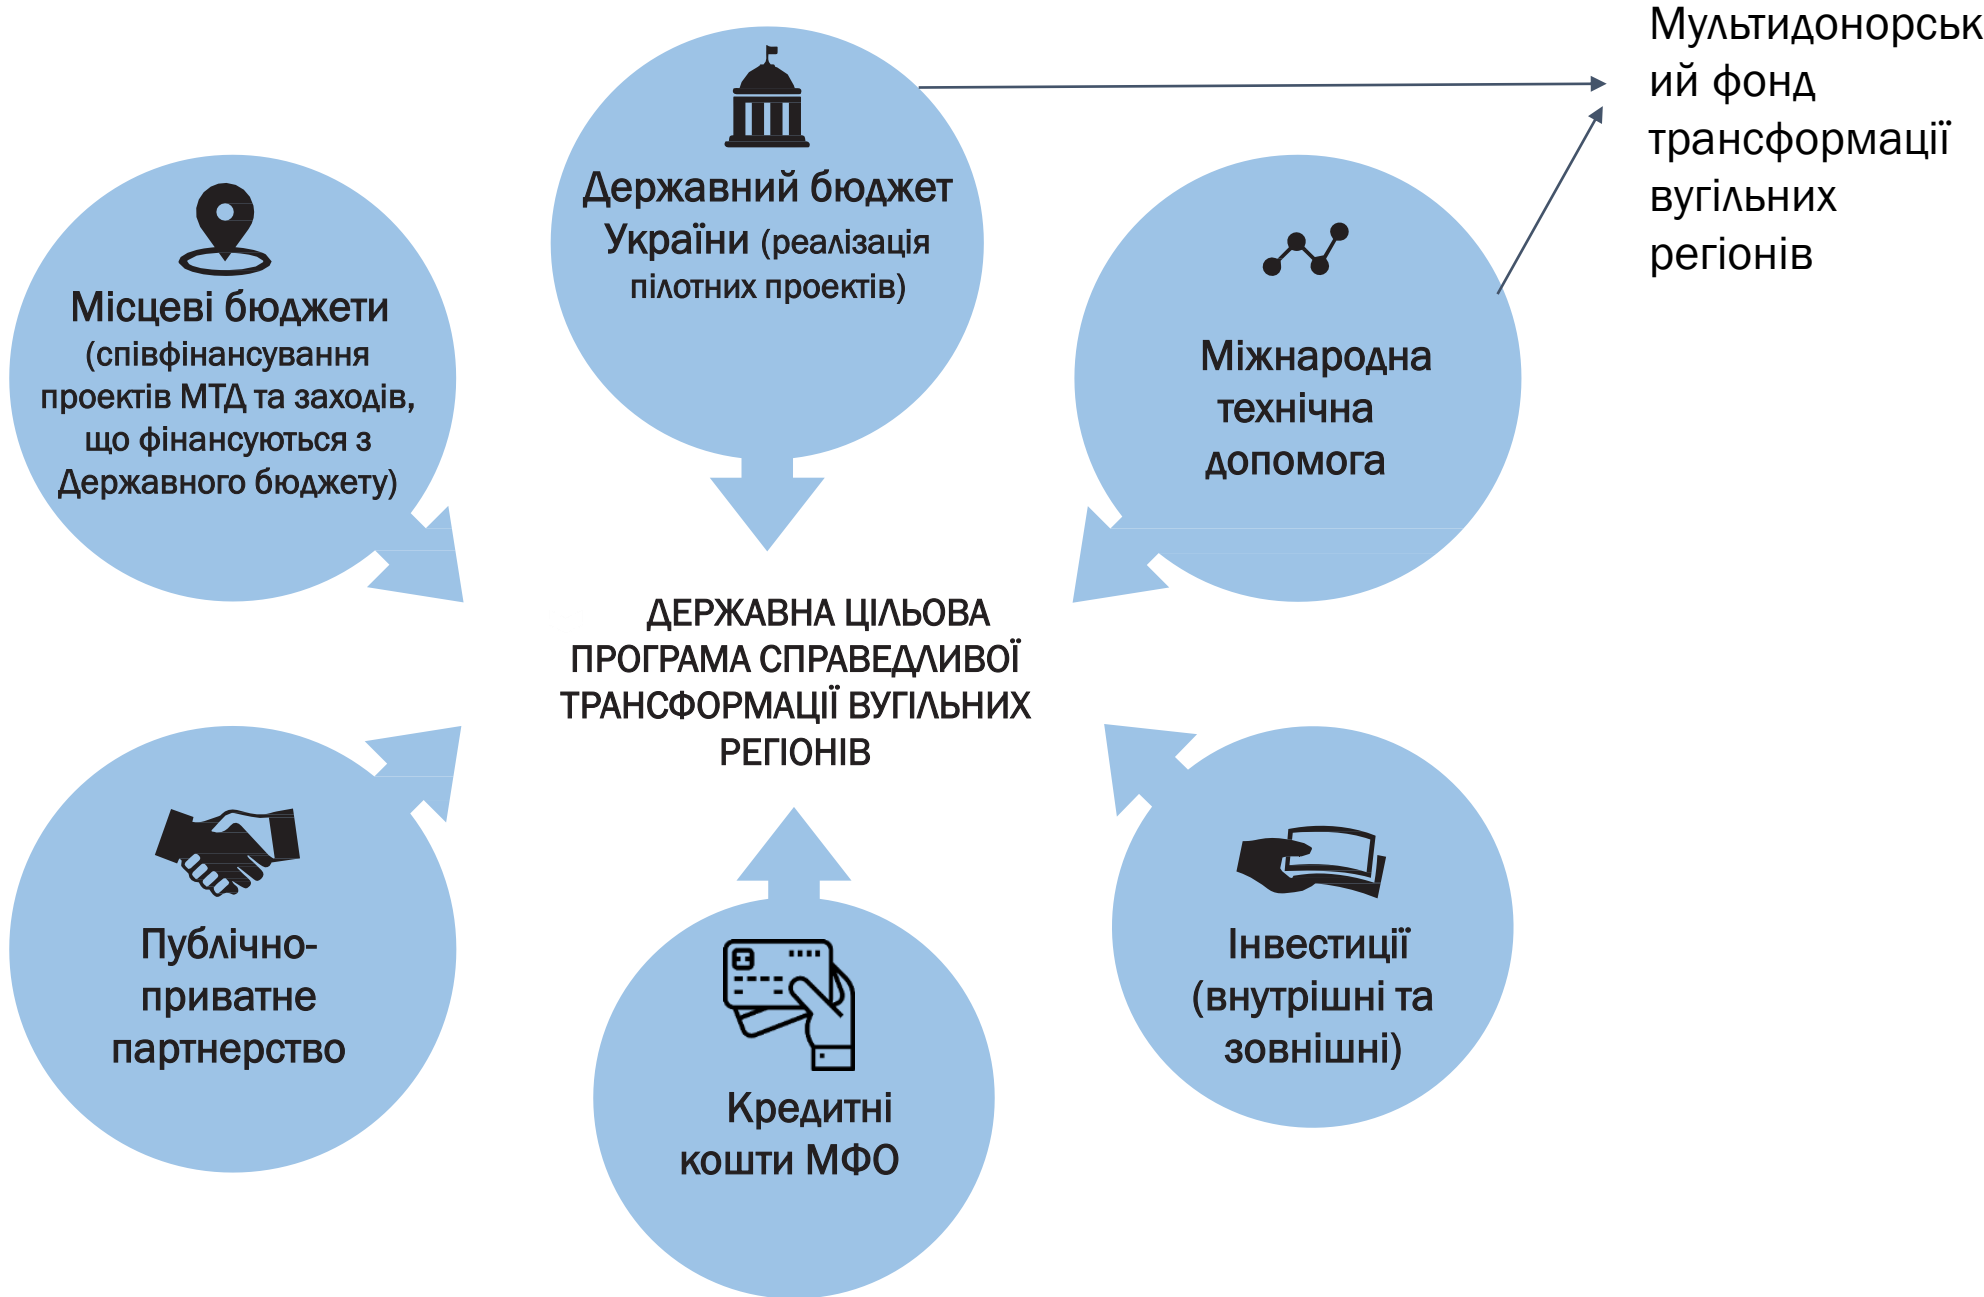 Мультидонорськ
ий фонд
трансформації
вугільних
регіонів
Державний бюджет
України (реалізація
пілотних проектів)
Місцеві бюджети
(співфінансування
проектів МТД та заходів,
що фінансуються з
Державного бюджету)
Міжнародна
технічна
допомога
ДЕРЖАВНА ЦІЛЬОВА
ПРОГРАМА СПРАВЕДЛИВОЇ
ТРАНСФОРМАЦІЇ ВУГІЛЬНИХ
РЕГІОНІВ
Публічно-
приватне
партнерство
Кредитні
кошти МФО
Інвестиції
(внутрішні та
зовнішні)